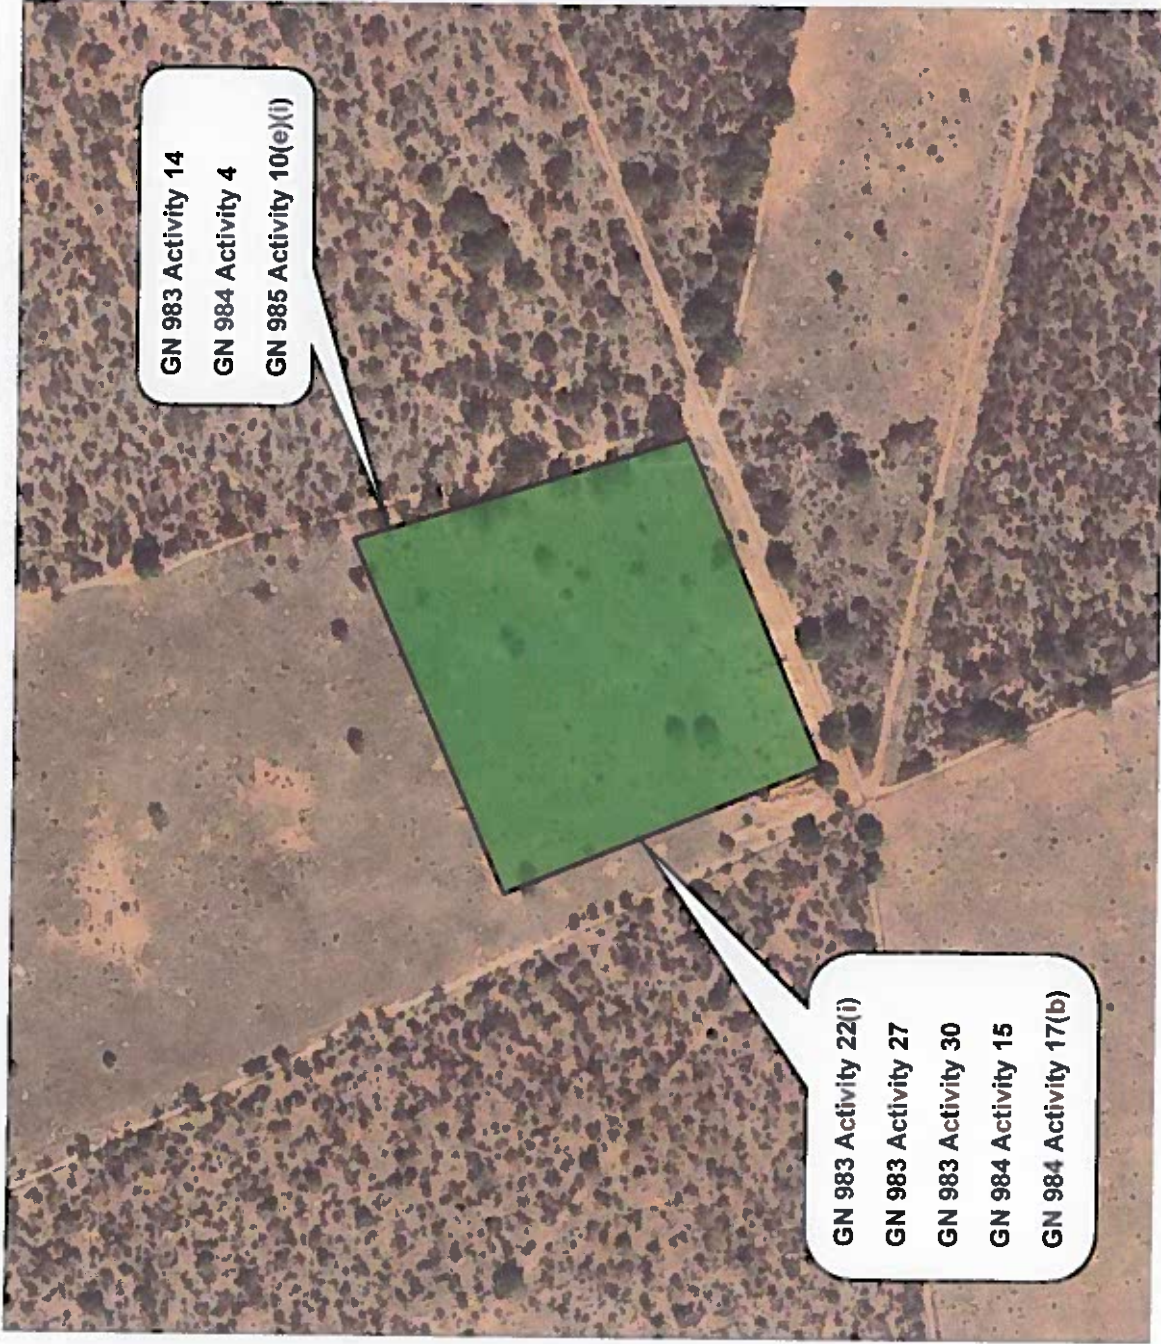 GN 983 Activity 14
GN 984 Activity 4
GN 985 Activity 10(e)(i)
GN 983 Activity 22(i)
GN 983 Activity 27
GN 983 Activity 30
GN 984 Activity 15
GN 984 Activity 17(b)